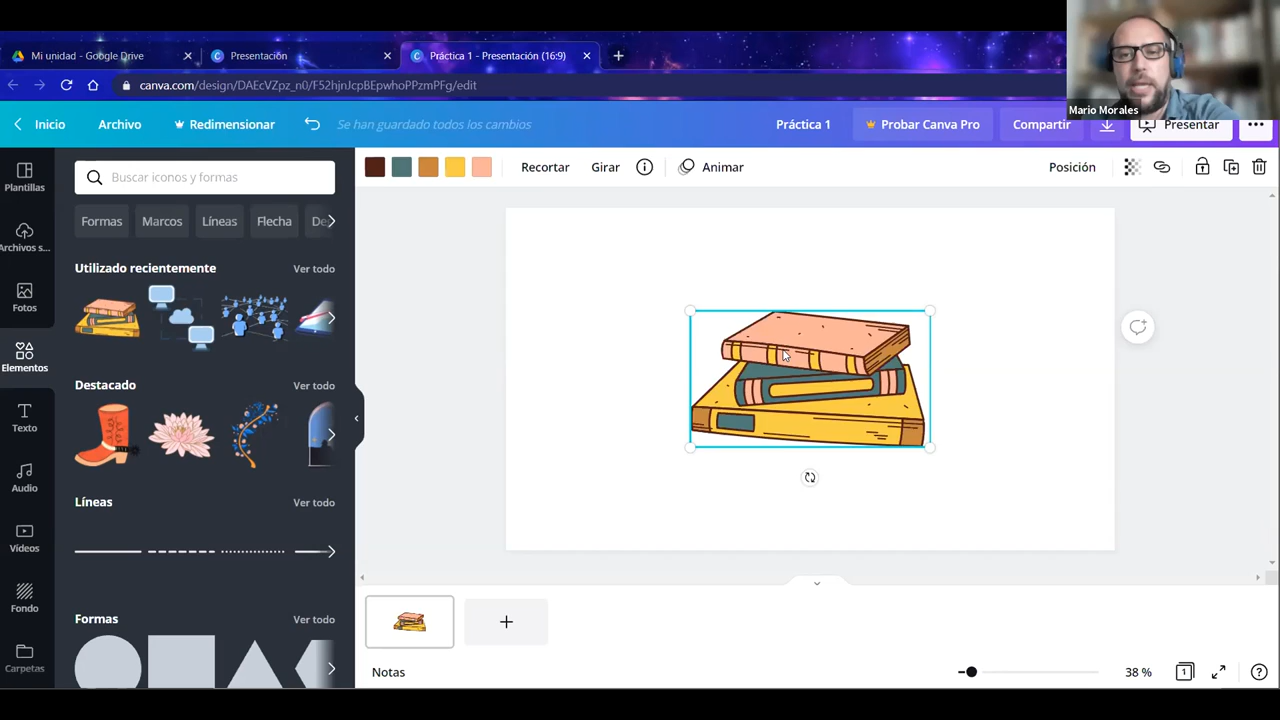 Mi unidad - Google Drive
Presentación
Práctica 1 - Presentación (16:9)
canva.com/design/DAEcVZpz_n0/F52hjnJcpBEpwhoPPzmPFg/edit
Mario Morales
Inicio
Archivo
Redimensionar
Se han guardado todos los cambios
Práctica 1
Probar Canva Pro
Compartir
Presentar
Plantillas
Archivos s...
Fotos
Elementos
Texto
Audio
Vídeos
Fondo
Carpetas
Buscar iconos y formas
Formas
Marcos
Líneas
Flecha
Utilizado recientemente
Ver todo
Destacado
Ver todo
Líneas
Ver todo
Formas
Ver todo
Recortar
Girar
Animar
Posición
Notas
38 %
1